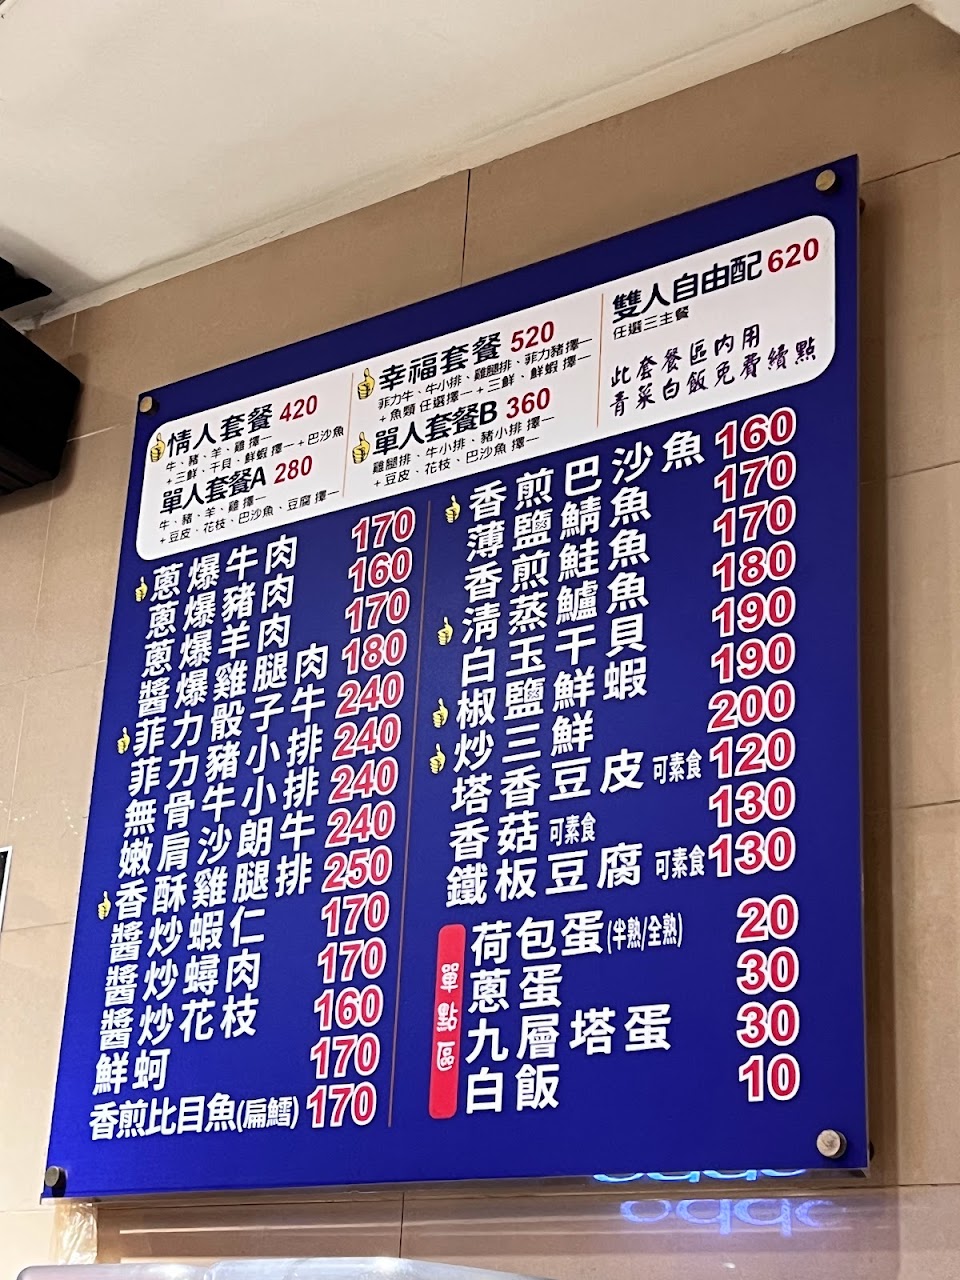 情人套餐 420
牛、豬、羊、雞 擇一 + 巴沙魚
+ 三鮮、干貝、鮮蝦 擇一
單人套餐A 280
牛、豬、羊、雞 擇一
+ 豆皮、花枝、巴沙魚、豆腐 擇一
幸福套餐 520
菲力牛、牛小排、雞腿排、菲力豬擇一
+ 魚類 任選擇一 + 三鮮、鮮蝦 擇一
單人套餐B 360
雞腿排、牛小排、豬小排 擇一
+ 豆皮、花枝、巴沙魚 擇一
雙人自由配 620
任選三主餐
此套餐區內用
青菜白飯免費續點
蔥爆牛肉 170
蔥爆豬肉 160
蔥爆羊肉 170
醬爆雞腿肉 180
菲力骰子牛 240
菲力豬小排 240
無骨牛小排 240
嫩肩沙朗牛 240
香酥雞腿排 250
醬炒蝦仁 170
醬炒蟳肉 170
醬炒花枝 160
鮮蚵 170
香煎比目魚(扁鱈) 170
香煎巴沙魚 160
薄鹽鯖魚 170
香煎鮭魚 170
清蒸鱸魚 180
白玉干貝 190
椒鹽鮮蝦 190
炒三鮮 200
塔香豆皮 可素食 120
香菇 可素食 130
鐵板豆腐 可素食 130
單點區
荷包蛋(半熟/全熟) 20
蔥蛋 30
九層塔蛋 30
白飯 10